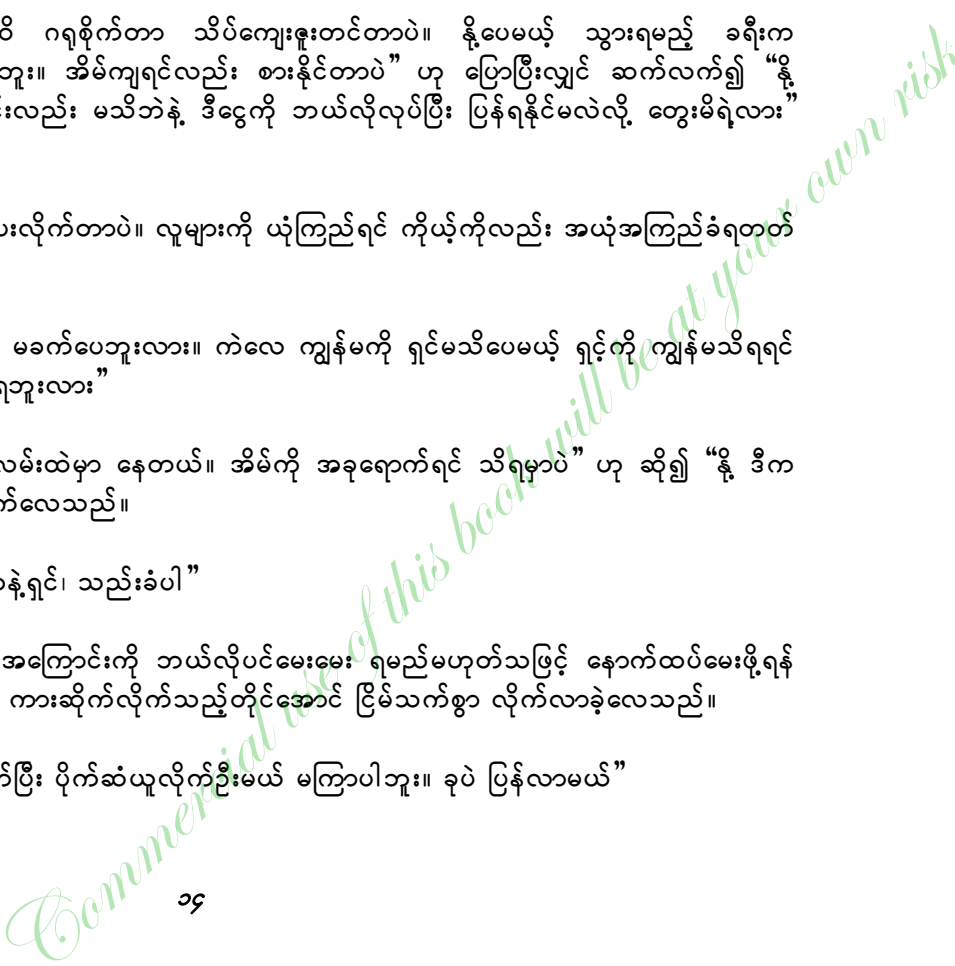 ဝိ ဂရုစိုက်တာ သိပ်ကျေးဇူးတင်တာပဲ။ နို့ပေမယ့် သွားရမည့် ခရီးက
ဘူး။ အိမ်ကျရင်လည်း စားနိုင်တာပဲ” ဟု ပြောပြီးလျှင် ဆက်လက်၍ “နို့
းလည်း မသိဘဲနဲ့ ဒီငွေကို ဘယ်လိုလုပ်ပြီး ပြန်ရနိုင်မလဲလို့ တွေးမိရဲ့လား”
းလိုက်တာပဲ။ လူများကို ယုံကြည်ရင် ကိုယ့်ကိုလည်း အယုံအကြည်ခံရတတ်
မခက်ပေဘူးလား။ ကဲလေ ကျွန်မကို ရှင်မသိပေမယ့် ရှင့်ကို ကျွန်မသိရရင်
ရဘူးလား”
လမ်းထဲမှာ နေတယ်။ အိမ်ကို အခုရောက်ရင် သိရမှာပဲ” ဟု ဆို၍ “နို့ ဒီက
က်လေသည်။
နဲ့ရှင်၊ သည်းခံပါ”
အကြောင်းကို ဘယ်လိုပင်မေးမေး ရမည်မဟုတ်သဖြင့် နောက်ထပ်မေးဖို့ရန်
ကားဆိုက်လိုက်သည့်တိုင်အောင် ငြိမ်သက်စွာ လိုက်လာခဲ့လေသည်။
်ပြီး ပိုက်ဆံယူလိုက်ဦးမယ် မကြာပါဘူး။ ခုပဲ ပြန်လာမယ်”
၁၄
Commercial use of this book will be at your own risk